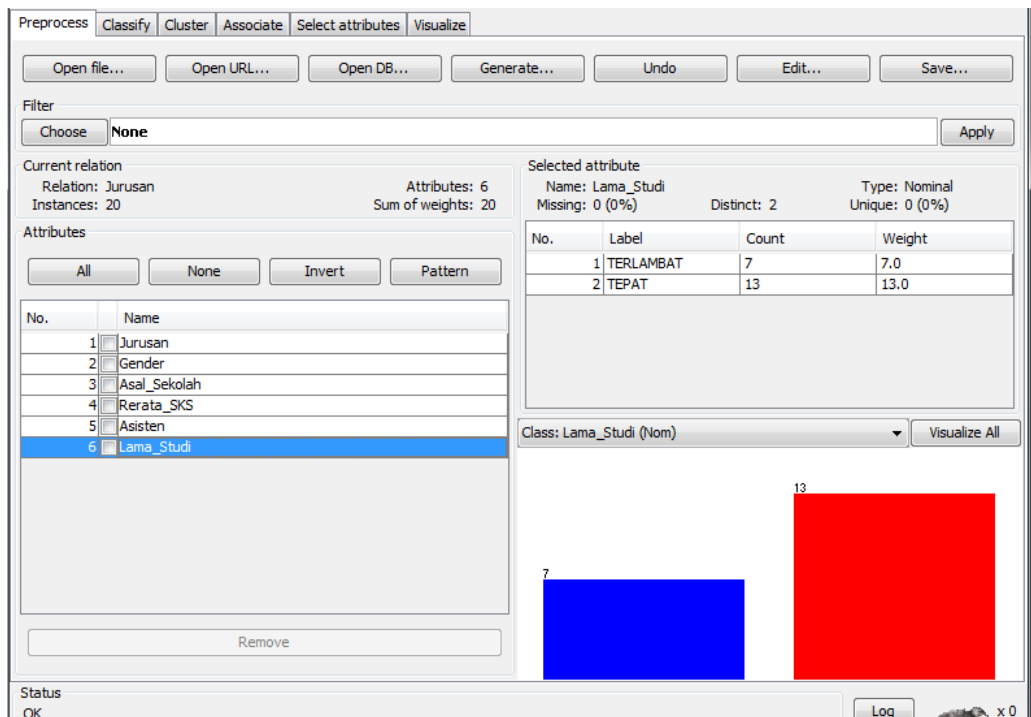 Preprocess Classify Cluster Associate Select attributes Visualize
Open file... Open URL... Open DB... Generate... Undo Edit... Save...
Filter
Choose None Apply
Current relation
Relation: Jurusan Attributes: 6
Instances: 20 Sum of weights: 20
Attributes
All None Invert Pattern
No. Name
1 Jurusan
2 Gender
3 Asal_Sekolah
4 Rerata_SKS
5 Asisten
6 Lama_Studi
Remove
Selected attribute
Name: Lama_Studi Type: Nominal
Missing: 0 (0%) Distinct: 2 Unique: 0 (0%)
No. Label Count Weight
1 TERLAMBAT 7 7.0
2 TEPAT 13 13.0
Class: Lama_Studi (Nom) Visualize All
13
7
Status
OK Log x 0